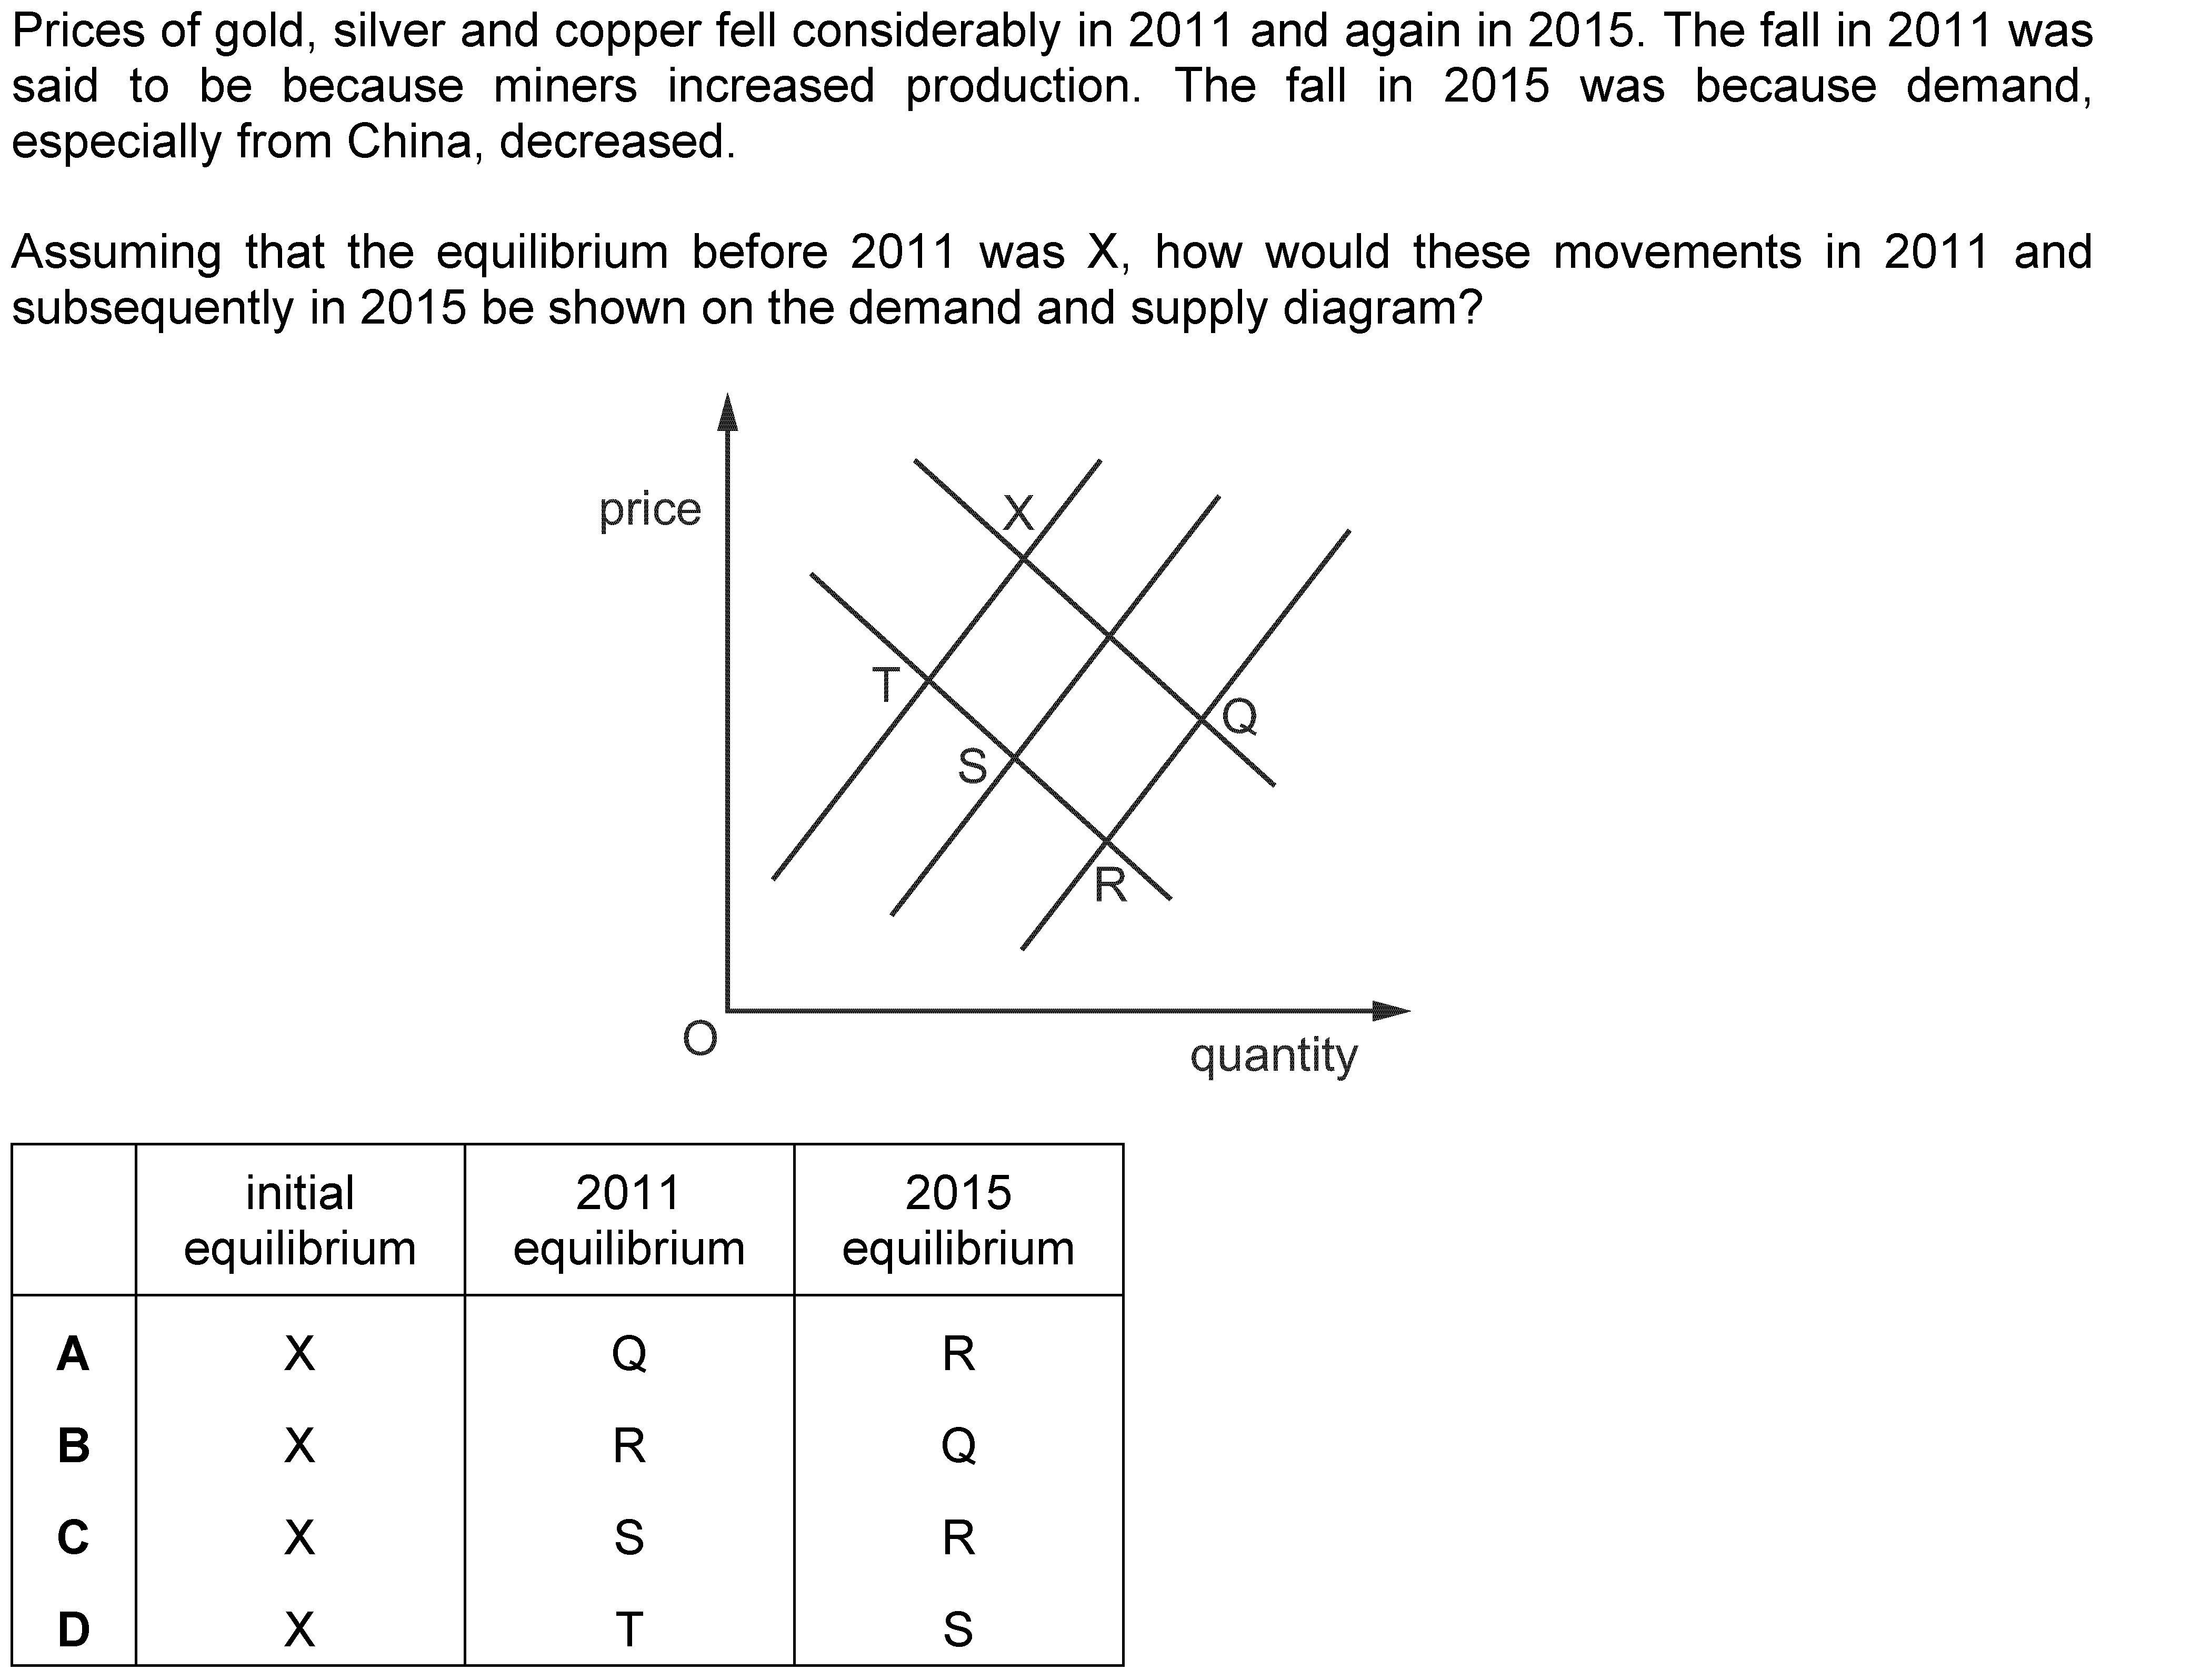 Prices of gold, silver and copper fell considerably in 2011 and again in 2015. The fall in 2011 was
said to be because miners increased production. The fall in 2015 was because demand,
especially from China, decreased.
Assuming that the equilibrium before 2011 was X, how would these movements in 2011 and
subsequently in 2015 be shown on the demand and supply diagram?
price
X
T
Q
S
R
O
quantity
initial equilibrium 2011 equilibrium 2015 equilibrium
A X Q R
B X R Q
C X S R
D X T S